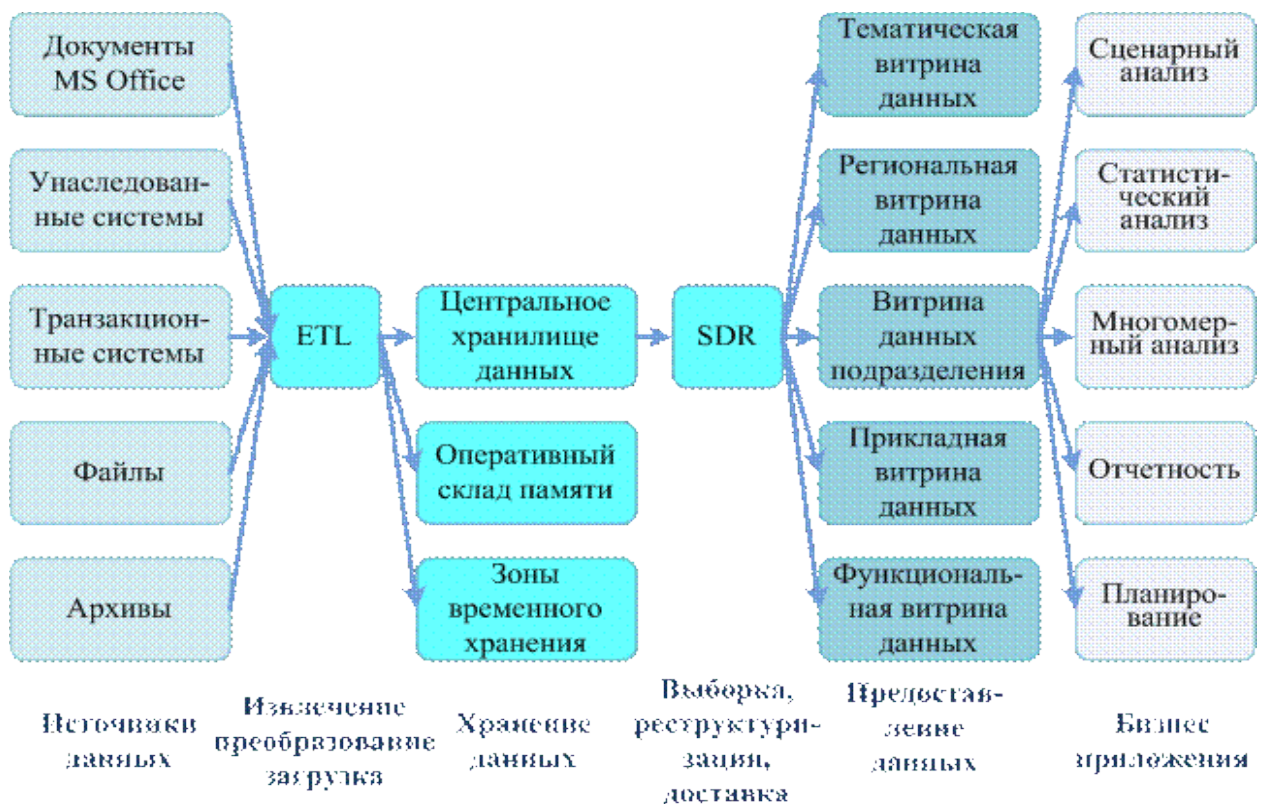 Документы
MS Office
Унаследован-
ные системы
Транзакцион-
ные системы
Файлы
Архивы
ETL
Центральное
хранилище
данных
Оперативный
склад памяти
Зоны
временного
хранения
SDR
Тематическая
витрина
данных
Региональная
витрина
данных
Витрина
данных
подразделения
Прикладная
витрина
данных
Функциональ-
ная витрина
данных
Сценарный
анализ
Статисти-
ческий
анализ
Многомер-
ный анализ
Отчетность
Планиро-
вание
Источники
данных
Извлечение
преобразование
загрузка
Хранение
данных
Выборка,
реструктури-
зации,
доставка
Предостав-
ление
данных
Бизнес
приложения